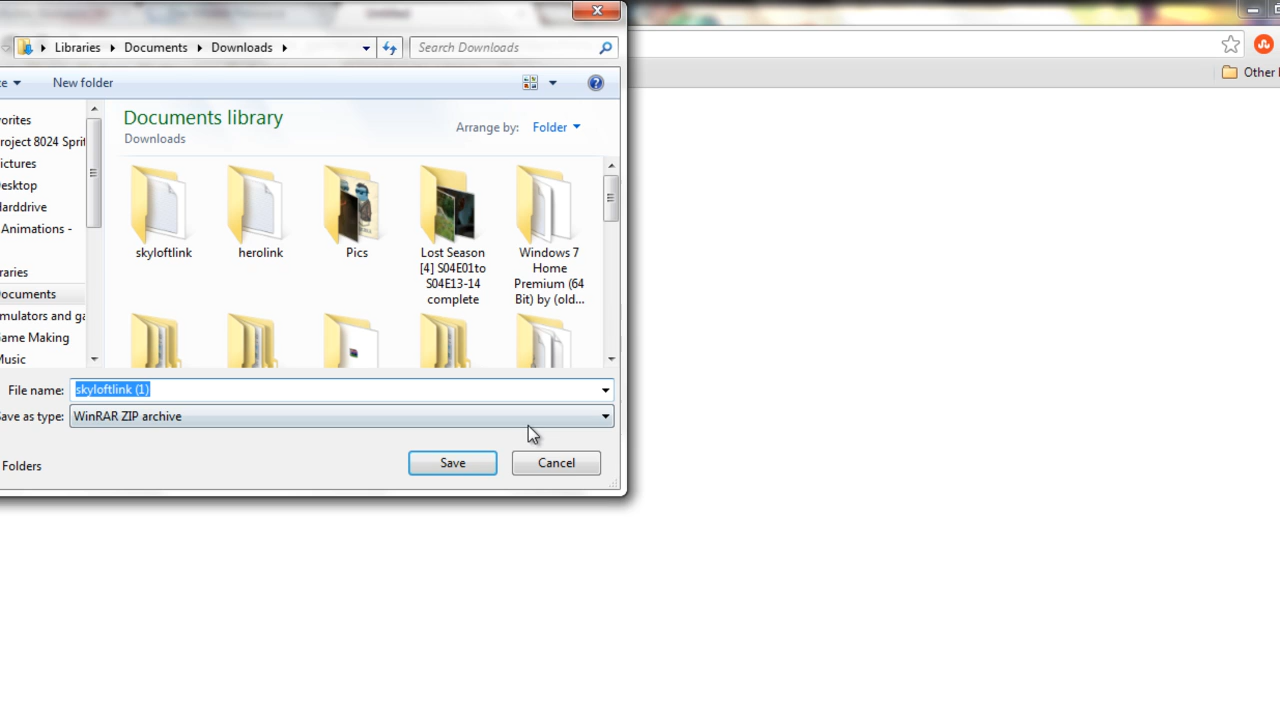 Libraries Documents Downloads Search Downloads
New folder
Documents library
Downloads
Arrange by: Folder
orites
roject 8024 Sprit
ictures
esktop
arddrive
Animations -
raries
ocuments
mulators and ga
ame Making
Music
skyloftlink
herolink
Pics
Lost Season
[4] S04E01to
S04E13-14
complete
Windows 7
Home
Premium (64
Bit) by (old...
File name: skyloftlink (1)
Save as type: WinRAR ZIP archive
Folders
Save
Cancel
Other